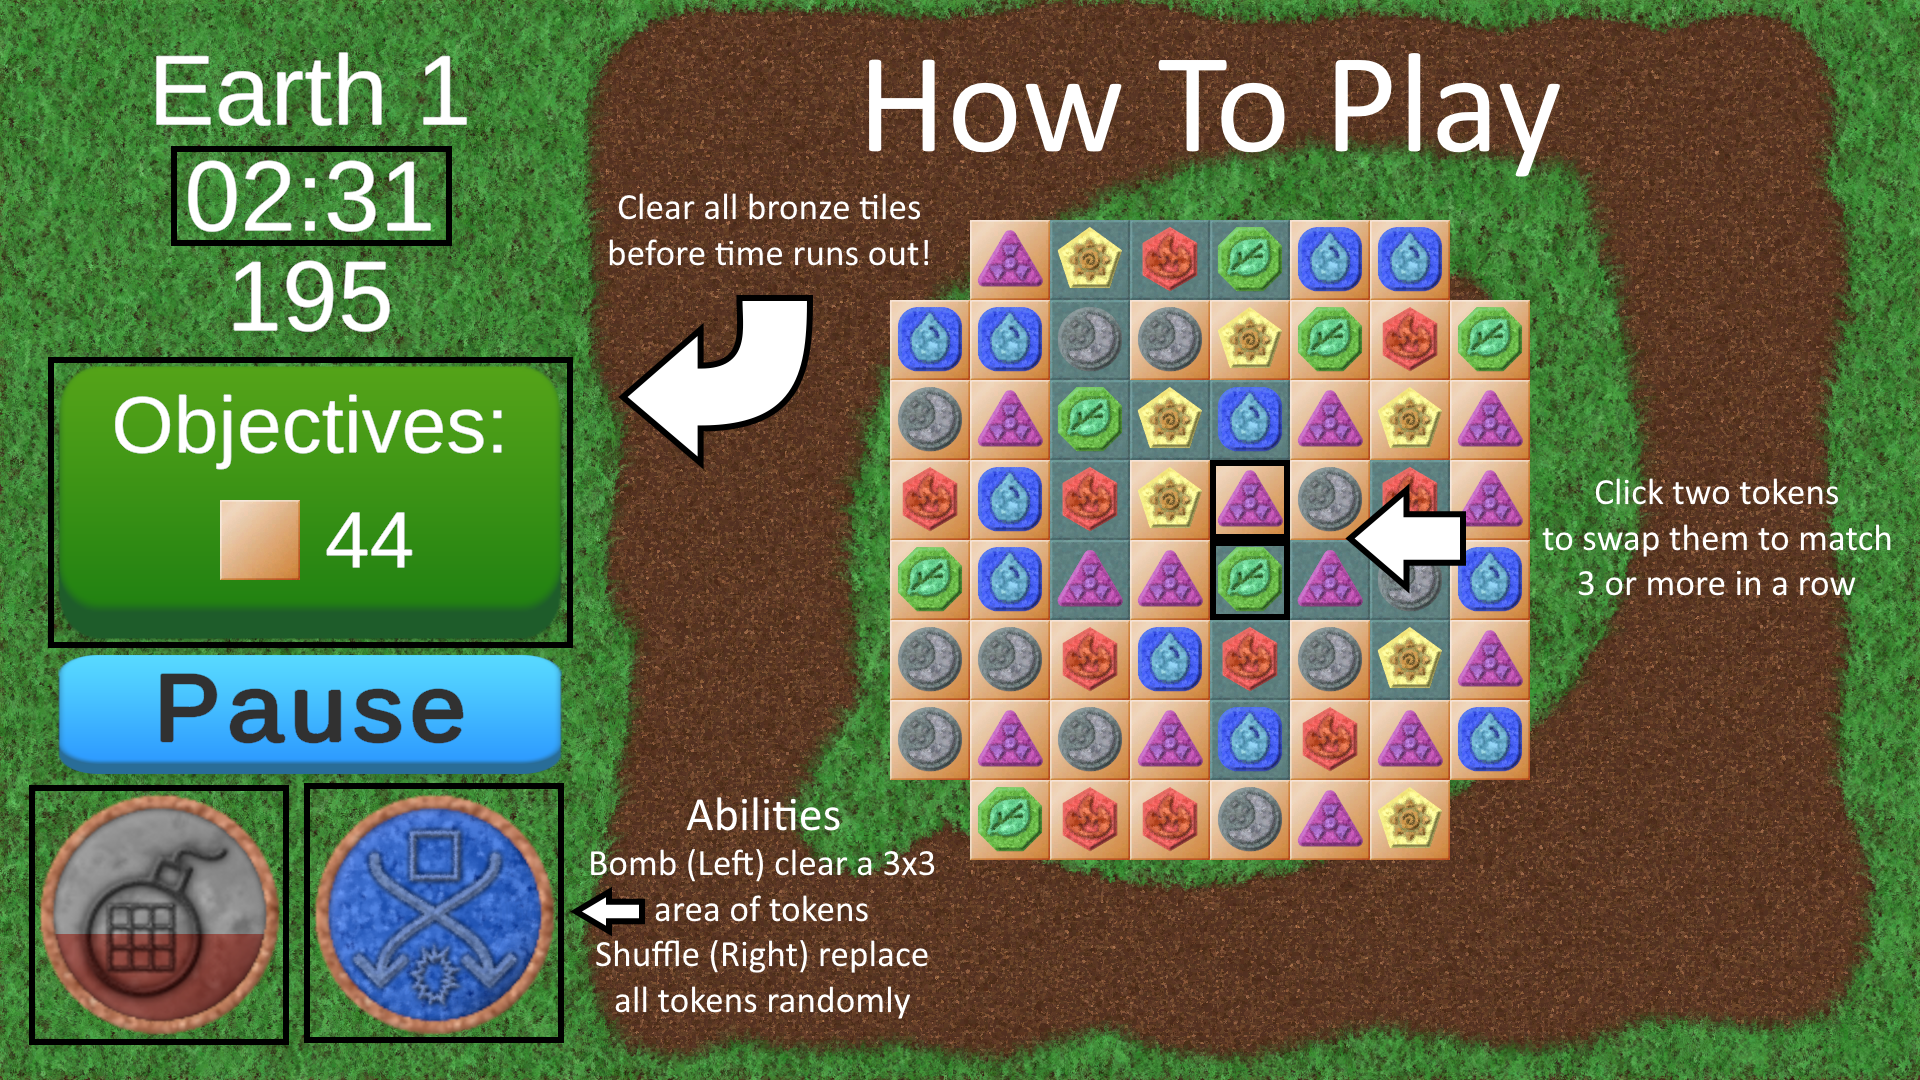 Earth 1
02:31
195
Objectives:
44
Pause
How To Play
Clear all bronze tiles
before time runs out!
Click two tokens
to swap them to match
3 or more in a row
Abilities
Bomb (Left) clear a 3x3
area of tokens
Shuffle (Right) replace
all tokens randomly